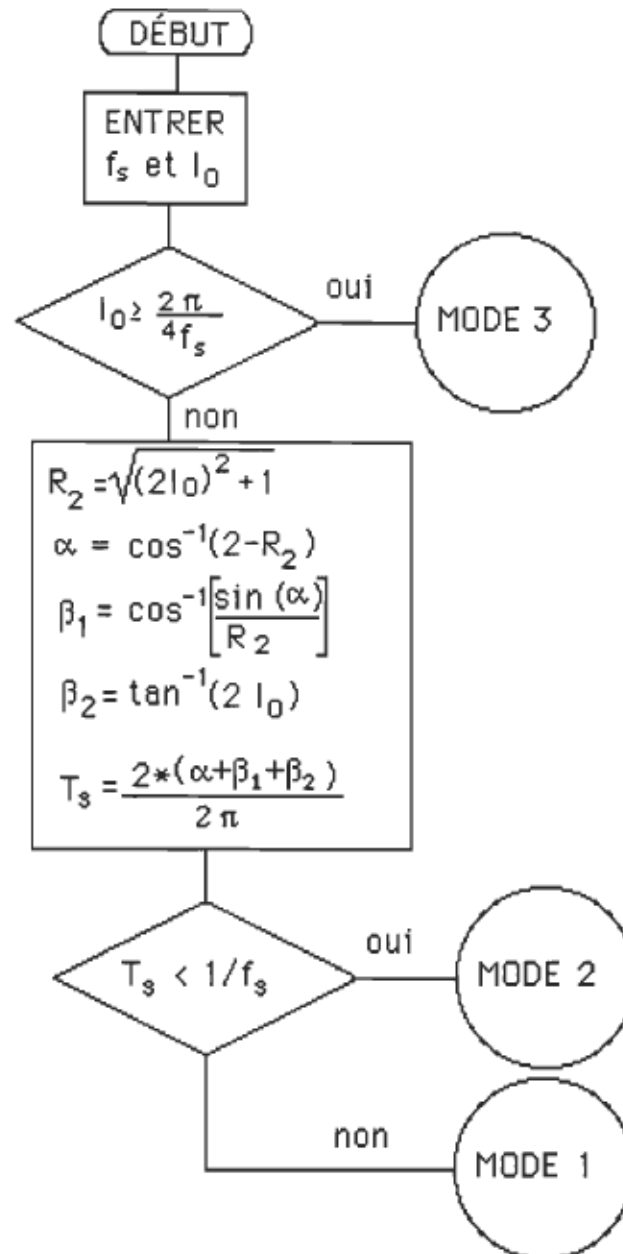 DÉBUT
ENTRER
f_s et I_0
I_0 ≥ 2π/4f_s
oui
MODE 3
non
R_2 = √((2I_0)^2 + 1)
α = cos^-1(2-R_2)
β_1 = cos^-1[sin (α)/R_2]
β_2 = tan^-1(2 I_0)
T_s = 2*(α+β_1+β_2)/2π
T_s < 1/f_s
oui
MODE 2
non
MODE 1